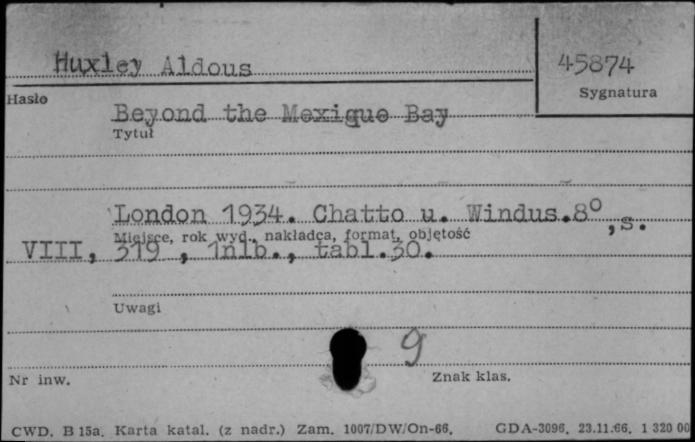 Huxley Aldous
45874
Hasło
Sygnatura
Beyond the Mexique Bay
Tytuł
London 1934. Chatto u. Windus.8°,s.
Miejsce, rok wyd., nakładca, format, objętość
VIII, 319 , 1nlb., tabl.30.
Uwagi
9
Nr inw.
Znak klas.
CWD. B 15a. Karta katal. (z nadr.) Zam. 1007/DW/On-66. GDA-3096. 23.11.66. 1 320 00